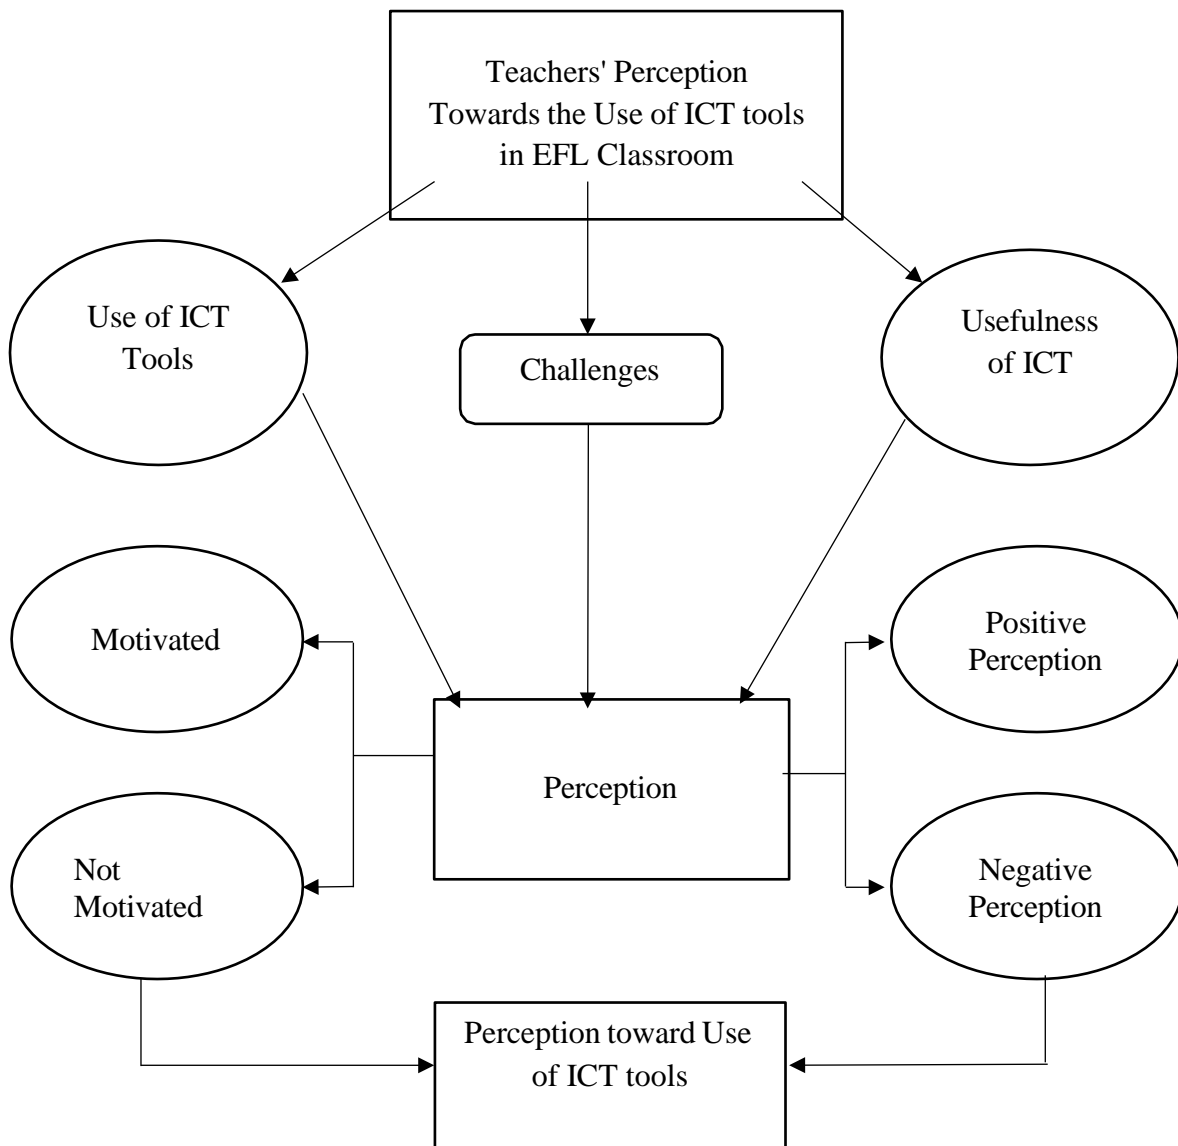 Teachers' Perception
Towards the Use of ICT tools
in EFL Classroom
Use of ICT
Tools
Challenges
Usefulness
of ICT
Motivated
Positive
Perception
Perception
Not
Motivated
Negative
Perception
Perception toward Use
of ICT tools